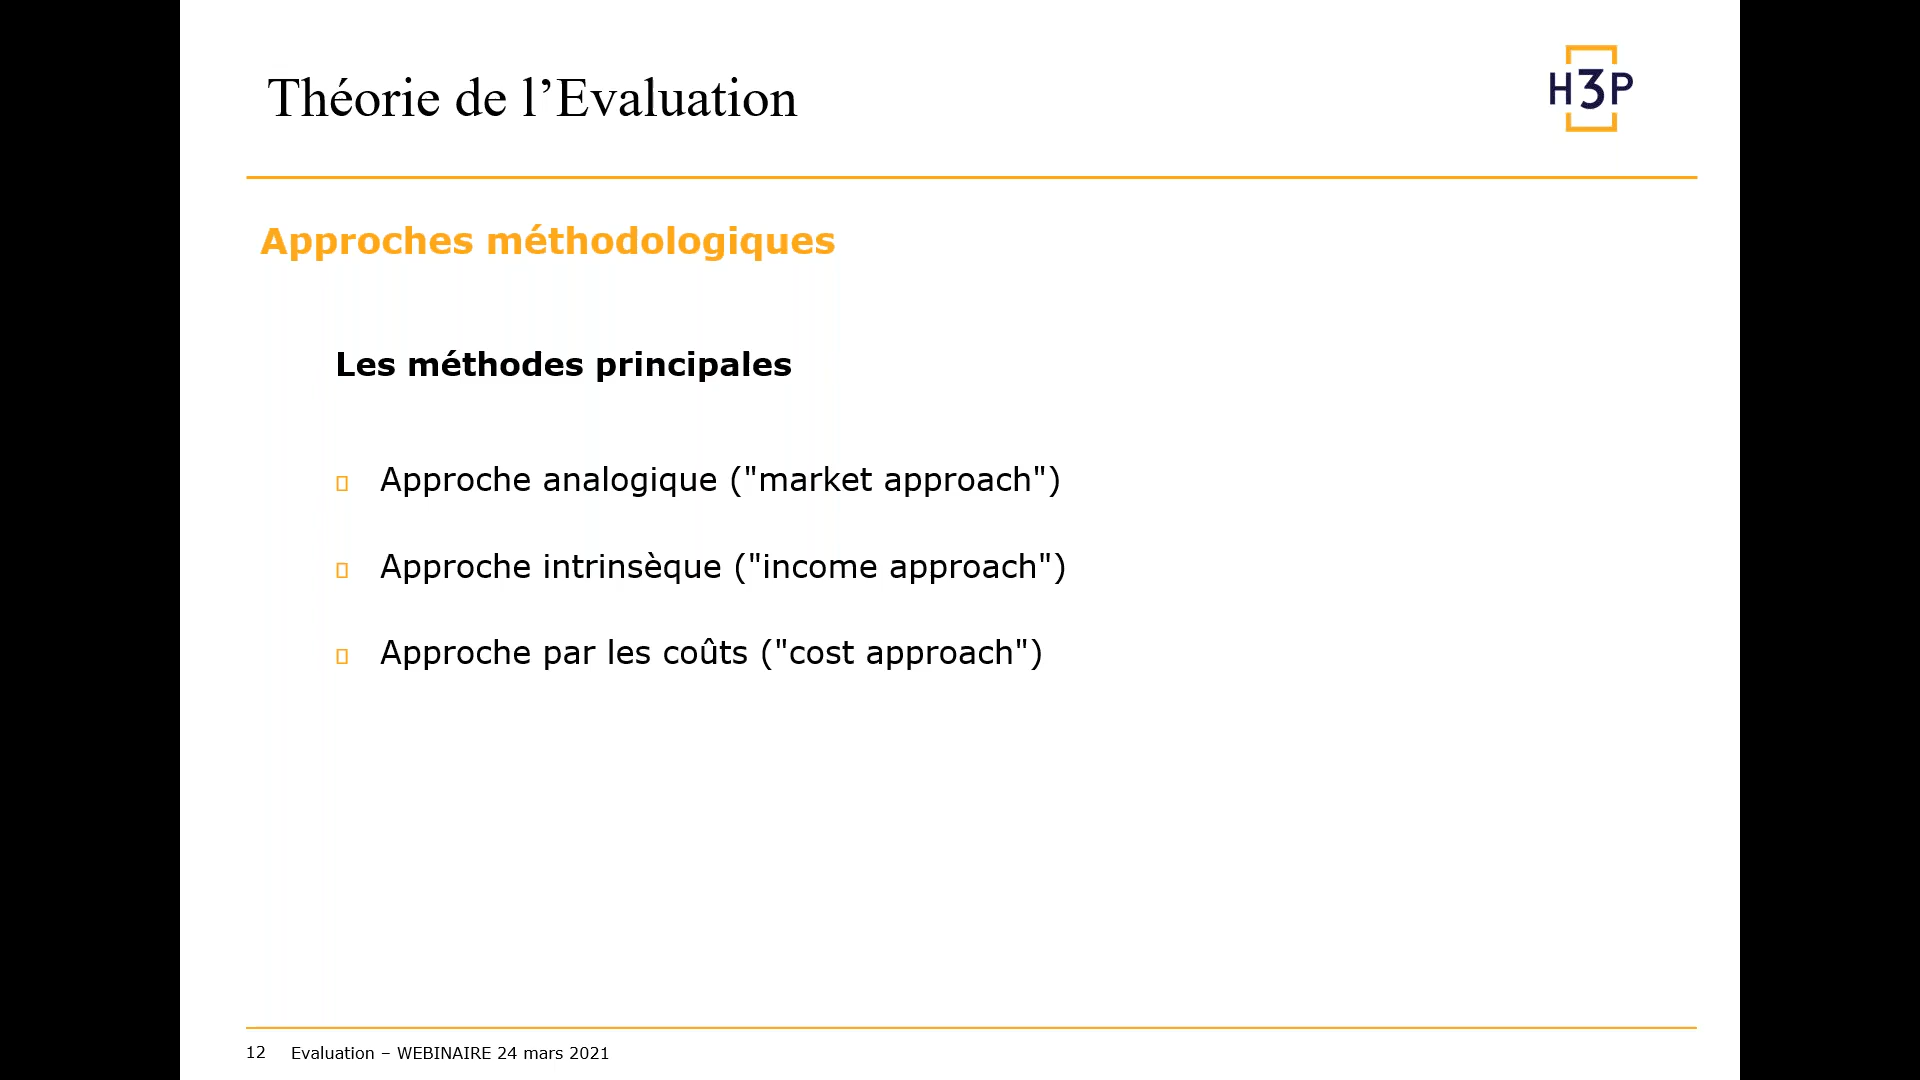 Théorie de l’Evaluation
H3P
Approches méthodologiques
Les méthodes principales
Approche analogique ("market approach")
Approche intrinsèque ("income approach")
Approche par les coûts ("cost approach")
12 Evaluation – WEBINAIRE 24 mars 2021